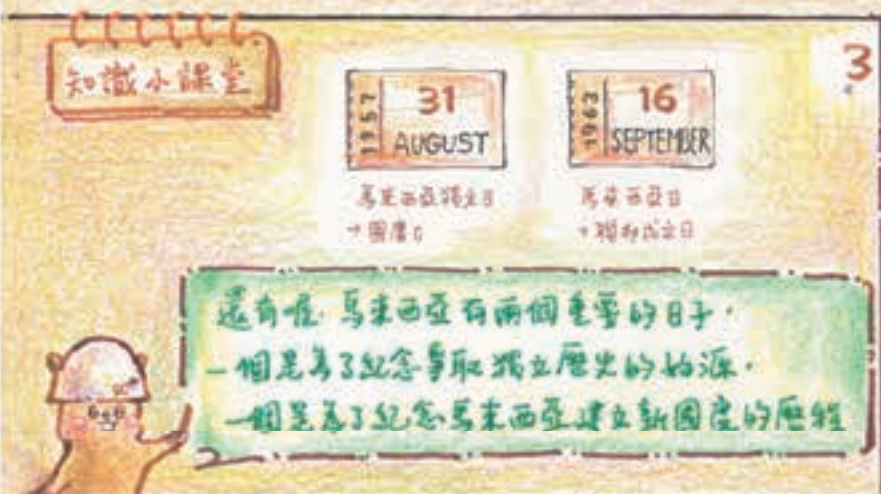 知識小課堂
3
1957
31
AUGUST
1963
16
SEPTEMBER
馬來西亞獨立日
→國慶日
馬來西亞日
→聯邦成立日
還有喔,馬來西亞有兩個重要的日子,
一個是為了紀念爭取獨立歷史的始源,
一個是為了紀念馬來西亞建立新國度的歷程